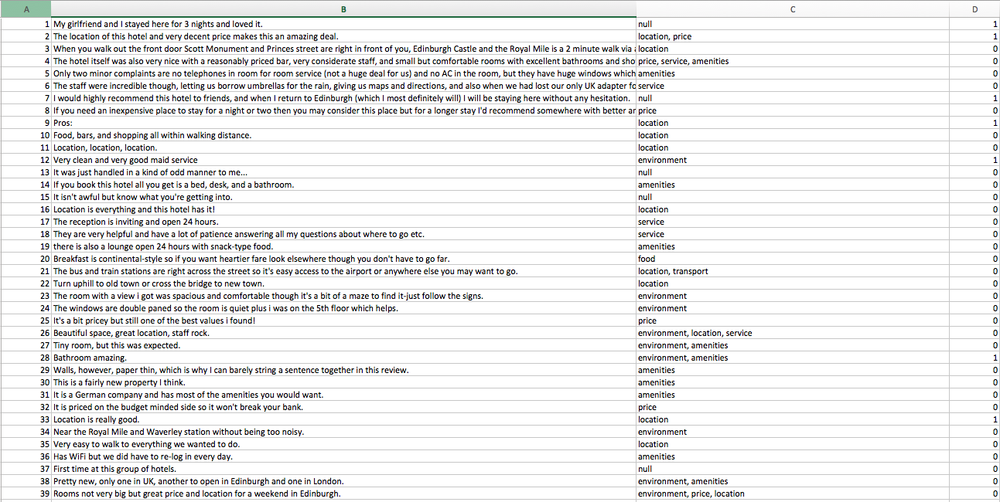 A B C D
1 My girlfriend and I stayed here for 3 nights and loved it. null 1
2 The location of this hotel and very decent price makes this an amazing deal. location, price 1
3 When you walk out the front door Scott Monument and Princes street are right in front of you, Edinburgh Castle and the Royal Mile is a 2 minute walk via location 0
4 The hotel itself was also very nice with a reasonably priced bar, very considerate staff, and small but comfortable rooms with excellent bathrooms and sho price, service, amenities 0
5 Only two minor complaints are no telephones in room for room service (not a huge deal for us) and no AC in the room, but they have huge windows which amenities 0
6 The staff were incredible though, letting us borrow umbrellas for the rain, giving us maps and directions, and also when we had lost our only UK adapter fo service 0
7 I would highly recommend this hotel to friends, and when I return to Edinburgh (which I most definitely will) I will be staying here without any hesitation. null 1
8 If you need an inexpensive place to stay for a night or two then you may consider this place but for a longer stay I'd recommend somewhere with better ar price 0
9 Pros: location 1
10 Food, bars, and shopping all within walking distance. location 0
11 Location, location, location. location 0
12 Very clean and very good maid service environment 1
13 It was just handled in a kind of odd manner to me... null 0
14 If you book this hotel all you get is a bed, desk, and a bathroom. amenities 0
15 It isn't awful but know what you're getting into. null 0
16 Location is everything and this hotel has it! location 0
17 The reception is inviting and open 24 hours. service 0
18 They are very helpful and have a lot of patience answering all my questions about where to go etc. service 0
19 there is also a lounge open 24 hours with snack-type food. amenities 0
20 Breakfast is continental-style so if you want heartier fare look elsewhere though you don't have to go far. food 0
21 The bus and train stations are right across the street so it's easy access to the airport or anywhere else you may want to go. location, transport 0
22 Turn uphill to old town or cross the bridge to new town. location 0
23 The room with a view i got was spacious and comfortable though it's a bit of a maze to find it-just follow the signs. environment 0
24 The windows are double paned so the room is quiet plus i was on the 5th floor which helps. environment 0
25 It's a bit pricey but still one of the best values i found! price 0
26 Beautiful space, great location, staff rock. environment, location, service 0
27 Tiny room, but this was expected. environment, amenities 0
28 Bathroom amazing. environment, amenities 1
29 Walls, however, paper thin, which is why I can barely string a sentence together in this review. amenities 0
30 This is a fairly new property I think. amenities 0
31 It is a German company and has most of the amenities you would want. amenities 0
32 It is priced on the budget minded side so it won't break your bank. price 0
33 Location is really good. location 1
34 Near the Royal Mile and Waverley station without being too noisy. environment 0
35 Very easy to walk to everything we wanted to do. location 0
36 Has WiFi but we did have to re-log in every day. amenities 0
37 First time at this group of hotels. null 0
38 Pretty new, only one in UK, another to open in Edinburgh and one in London. environment, amenities 0
39 Rooms not very big but great price and location for a weekend in Edinburgh. environment, price, location 0